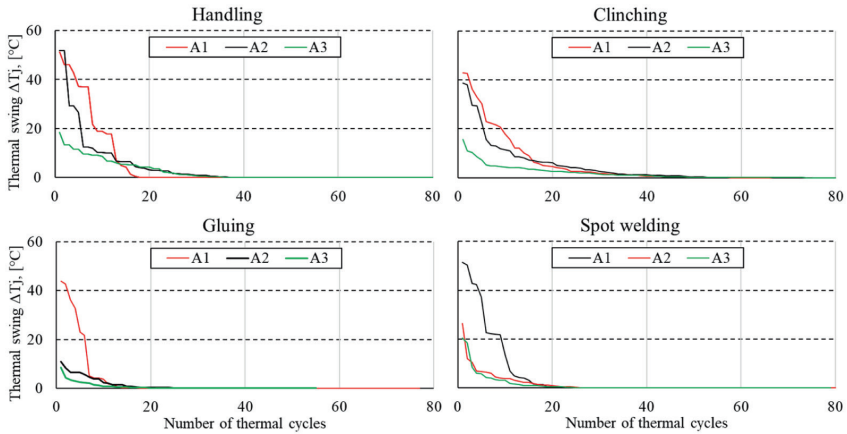 Handling
Clinching
60
A1 A2 A3
40
20
0
0 20 40 60 80
Thermal swing ΔTj, [°C]
A1 A2 A3
0 20 40 60 80
Gluing
Spot welding
60
A1 A2 A3
40
20
0
0 20 40 60 80
Thermal swing ΔTj, [°C]
Number of thermal cycles
A1 A2 A3
0 20 40 60 80
Number of thermal cycles